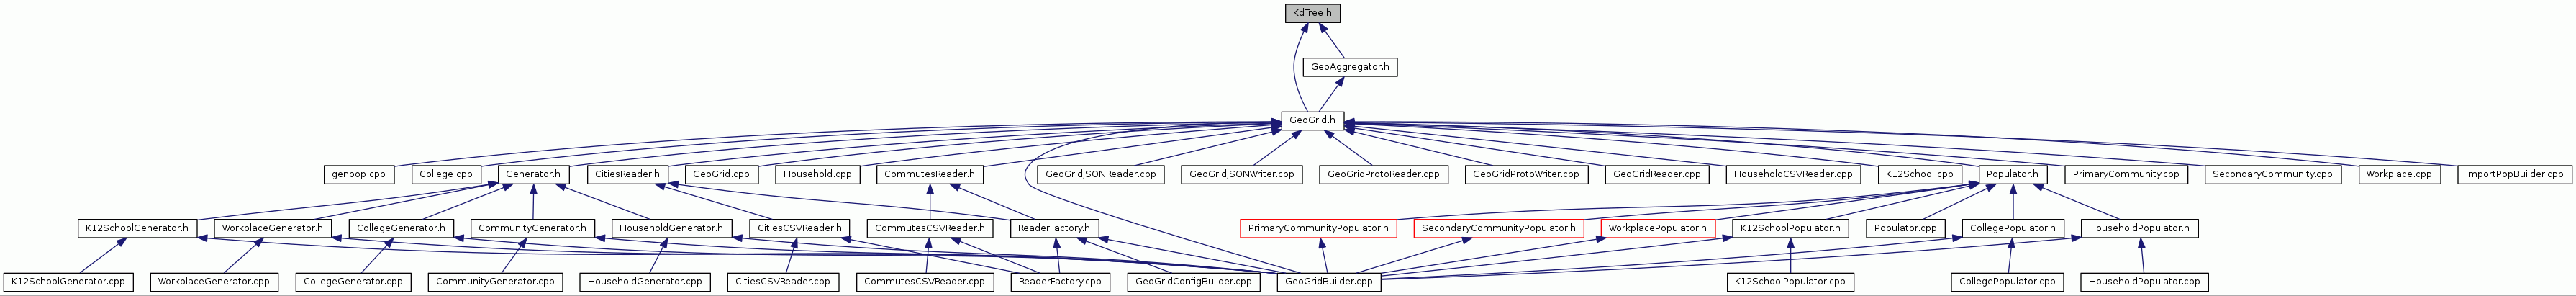 KdTree.h
GeoAggregator.h
GeoGrid.h
genpop.cpp College.cpp Generator.h CitiesReader.h GeoGrid.cpp Household.cpp CommutesReader.h GeoGridJSONReader.cpp GeoGridJSONWriter.cpp GeoGridProtoReader.cpp GeoGridProtoWriter.cpp GeoGridReader.cpp HouseholdCSVReader.cpp K12School.cpp Populator.h PrimaryCommunity.cpp SecondaryCommunity.cpp Workplace.cpp ImportPopBuilder.cpp
K12SchoolGenerator.h WorkplaceGenerator.h CollegeGenerator.h CommunityGenerator.h HouseholdGenerator.h CitiesCSVReader.h CommutesCSVReader.h ReaderFactory.h PrimaryCommunityPopulator.h SecondaryCommunityPopulator.h WorkplacePopulator.h K12SchoolPopulator.h Populator.cpp CollegePopulator.h HouseholdPopulator.h
K12SchoolGenerator.cpp WorkplaceGenerator.cpp CollegeGenerator.cpp CommunityGenerator.cpp HouseholdGenerator.cpp CitiesCSVReader.cpp CommutesCSVReader.cpp ReaderFactory.cpp GeoGridConfigBuilder.cpp GeoGridBuilder.cpp K12SchoolPopulator.cpp CollegePopulator.cpp HouseholdPopulator.cpp